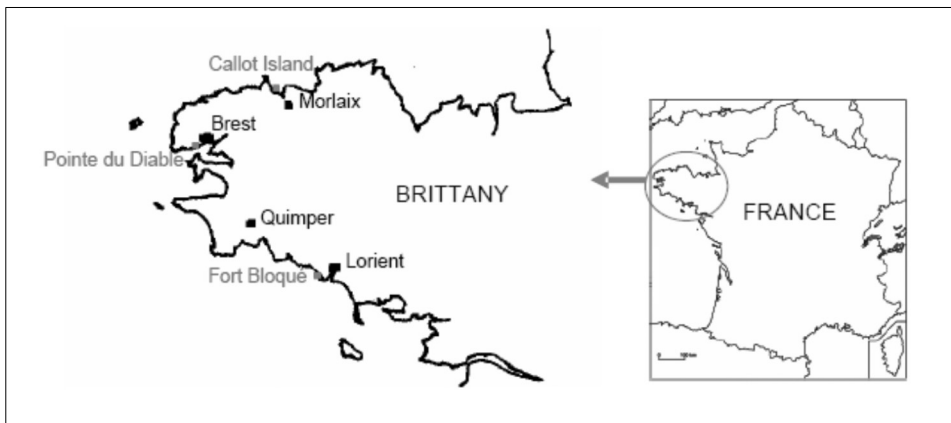 Callot Island
Morlaix
Brest
Pointe du Diable
BRITTANY
Quimper
Fort Bloqué
Lorient
FRANCE